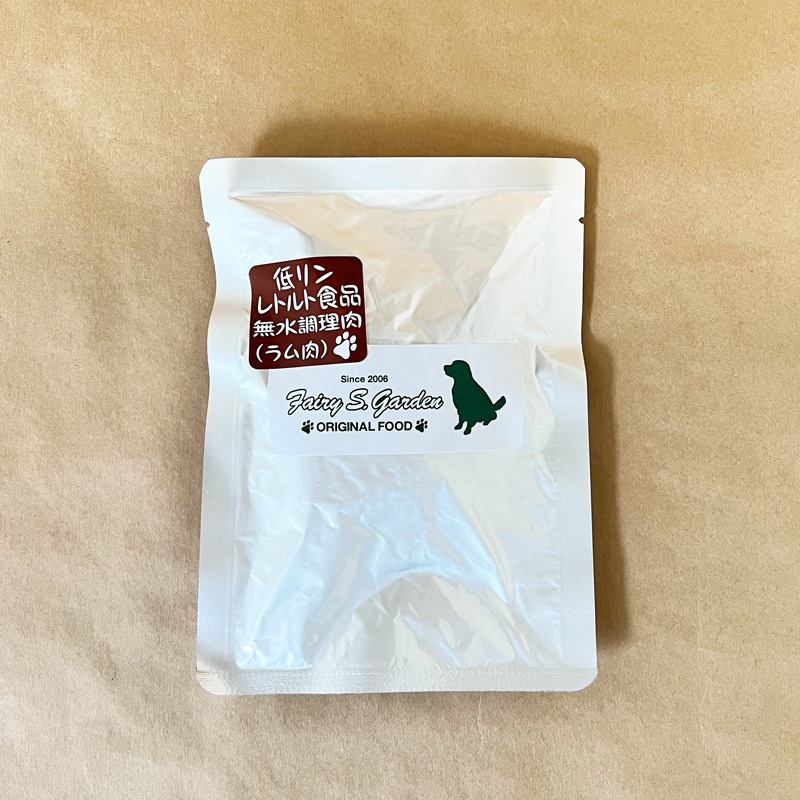 低リン
レトルト食品
無水調理肉
(ラム肉)
Since 2006
Fairy S. Garden
ORIGINAL FOOD